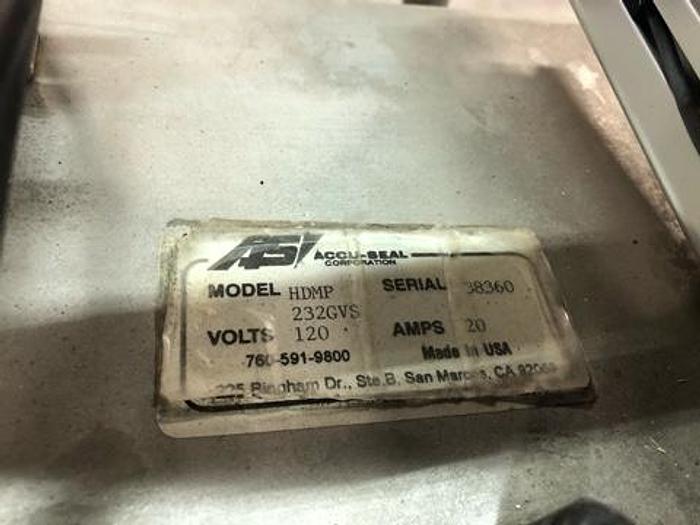 ASI ACCU-SEAL
CORPORATION
MODEL HDMP SERIAL 38360
232GVS
VOLTS 120 AMPS 20
760-591-9800 Made in USA
225 Bingham Dr., Ste. B. San Marcos, CA